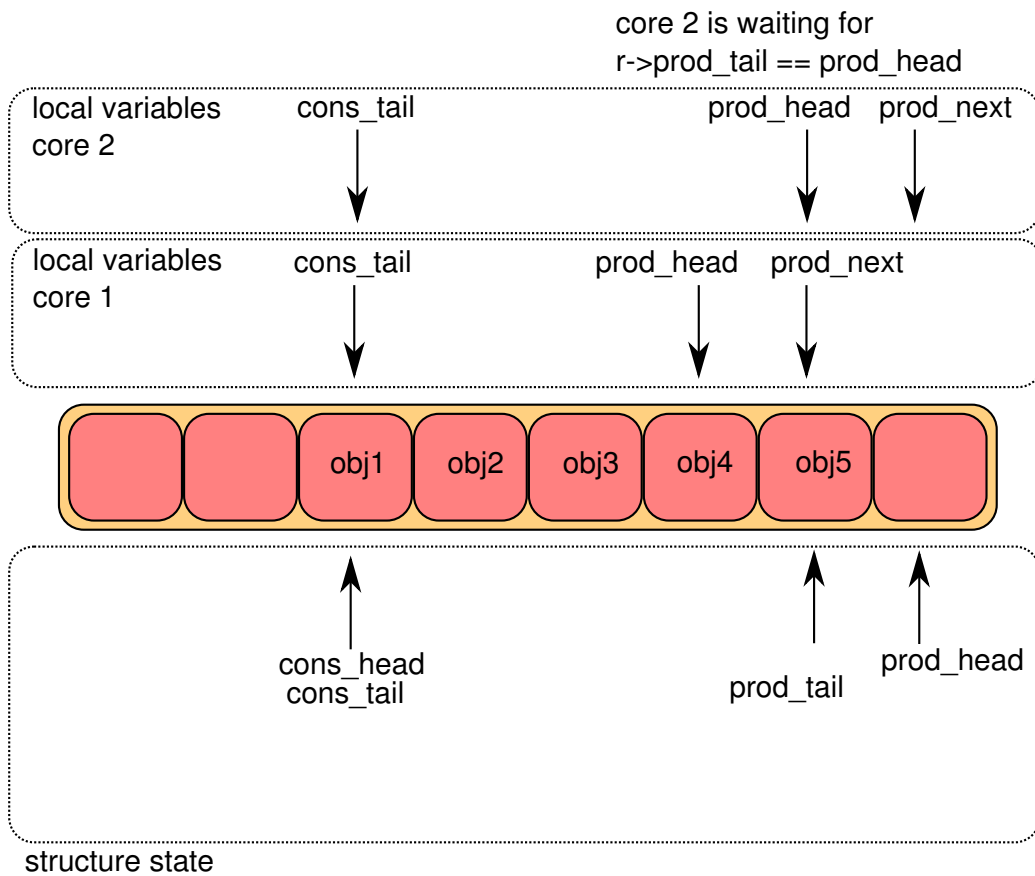 core 2 is waiting for
r->prod_tail == prod_head
local variables
core 2
cons_tail
prod_head
prod_next
local variables
core 1
cons_tail
prod_head
prod_next
obj1
obj2
obj3
obj4
obj5
cons_head
cons_tail
prod_tail
prod_head
structure state